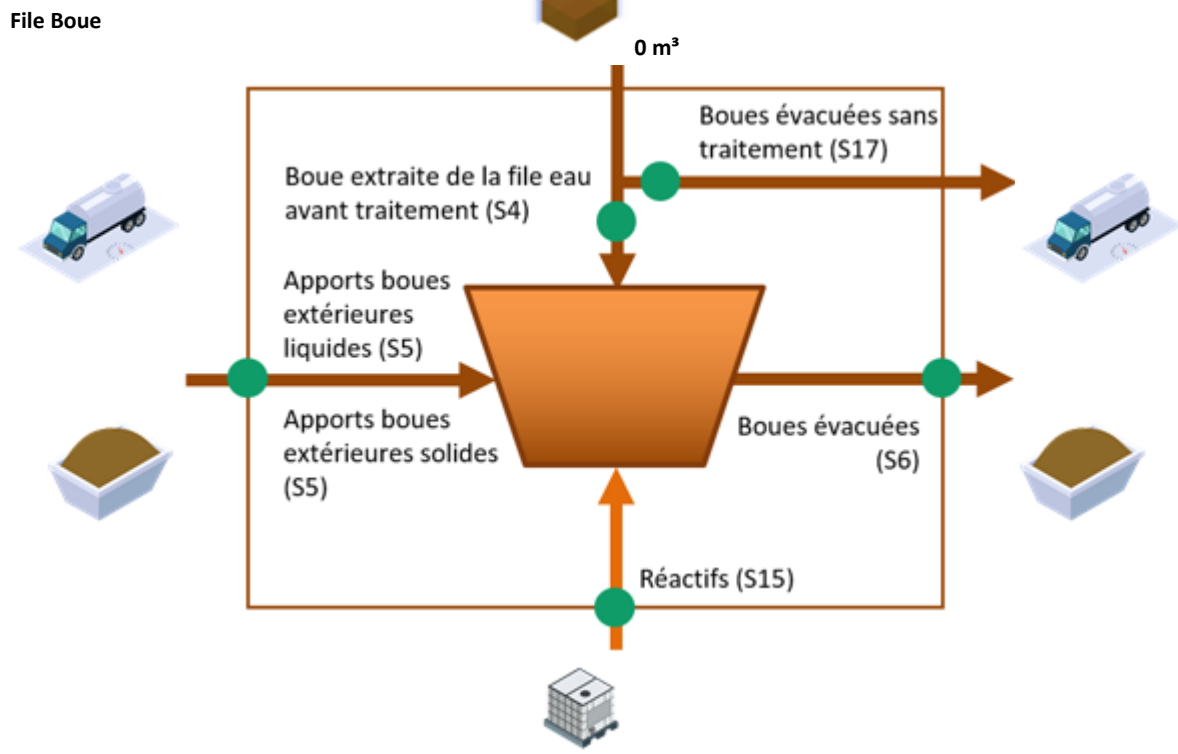 File Boue
0 m³
Boues évacuées sans
traitement (S17)
Boue extraite de la file eau
avant traitement (S4)
Apports boues
extérieures
liquides (S5)
Apports boues
extérieures solides
(S5)
Boues évacuées
(S6)
Réactifs (S15)